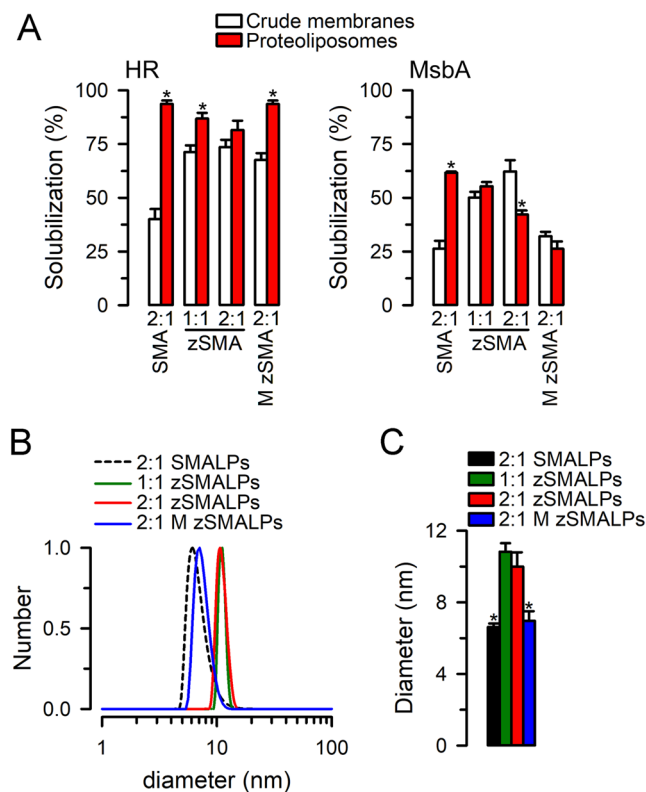 A
Crude membranes
Proteoliposomes
HR
MsbA
Solubilization (%)
100
75
50
25
0
2:1
1:1
2:1
2:1
SMA
zSMA
M zSMA
*
*
*
Solubilization (%)
100
75
50
25
0
2:1
1:1
2:1
2:1
SMA
zSMA
M zSMA
*
*
B
2:1 SMALPs
1:1 zSMALPs
2:1 zSMALPs
2:1 M zSMALPs
Number
1.0
0.5
0.0
1
10
100
diameter (nm)
C
2:1 SMALPs
1:1 zSMALPs
2:1 zSMALPs
2:1 M zSMALPs
Diameter (nm)
12
9
6
3
0
*
*